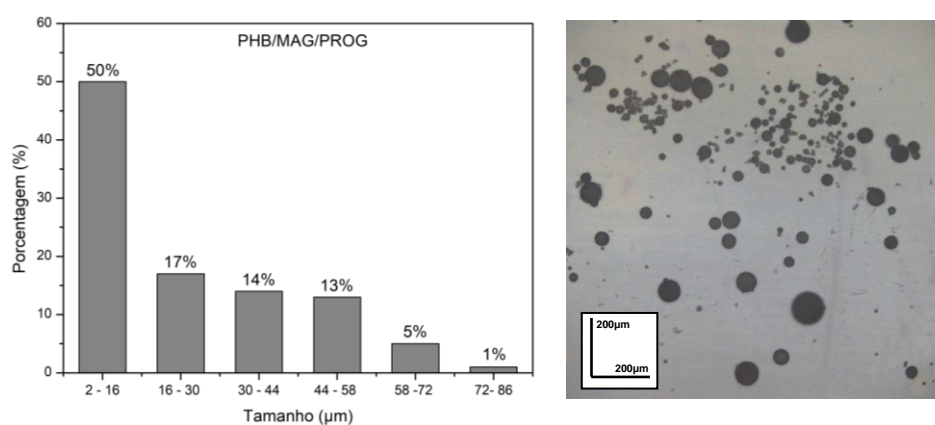 PHB/MAG/PROG
Porcentagem (%)
60
50
40
30
20
10
0
50%
17%
14%
13%
5%
1%
2 - 16
16 - 30
30 - 44
44 - 58
58 -72
72- 86
Tamanho (µm)
200µm
200µm